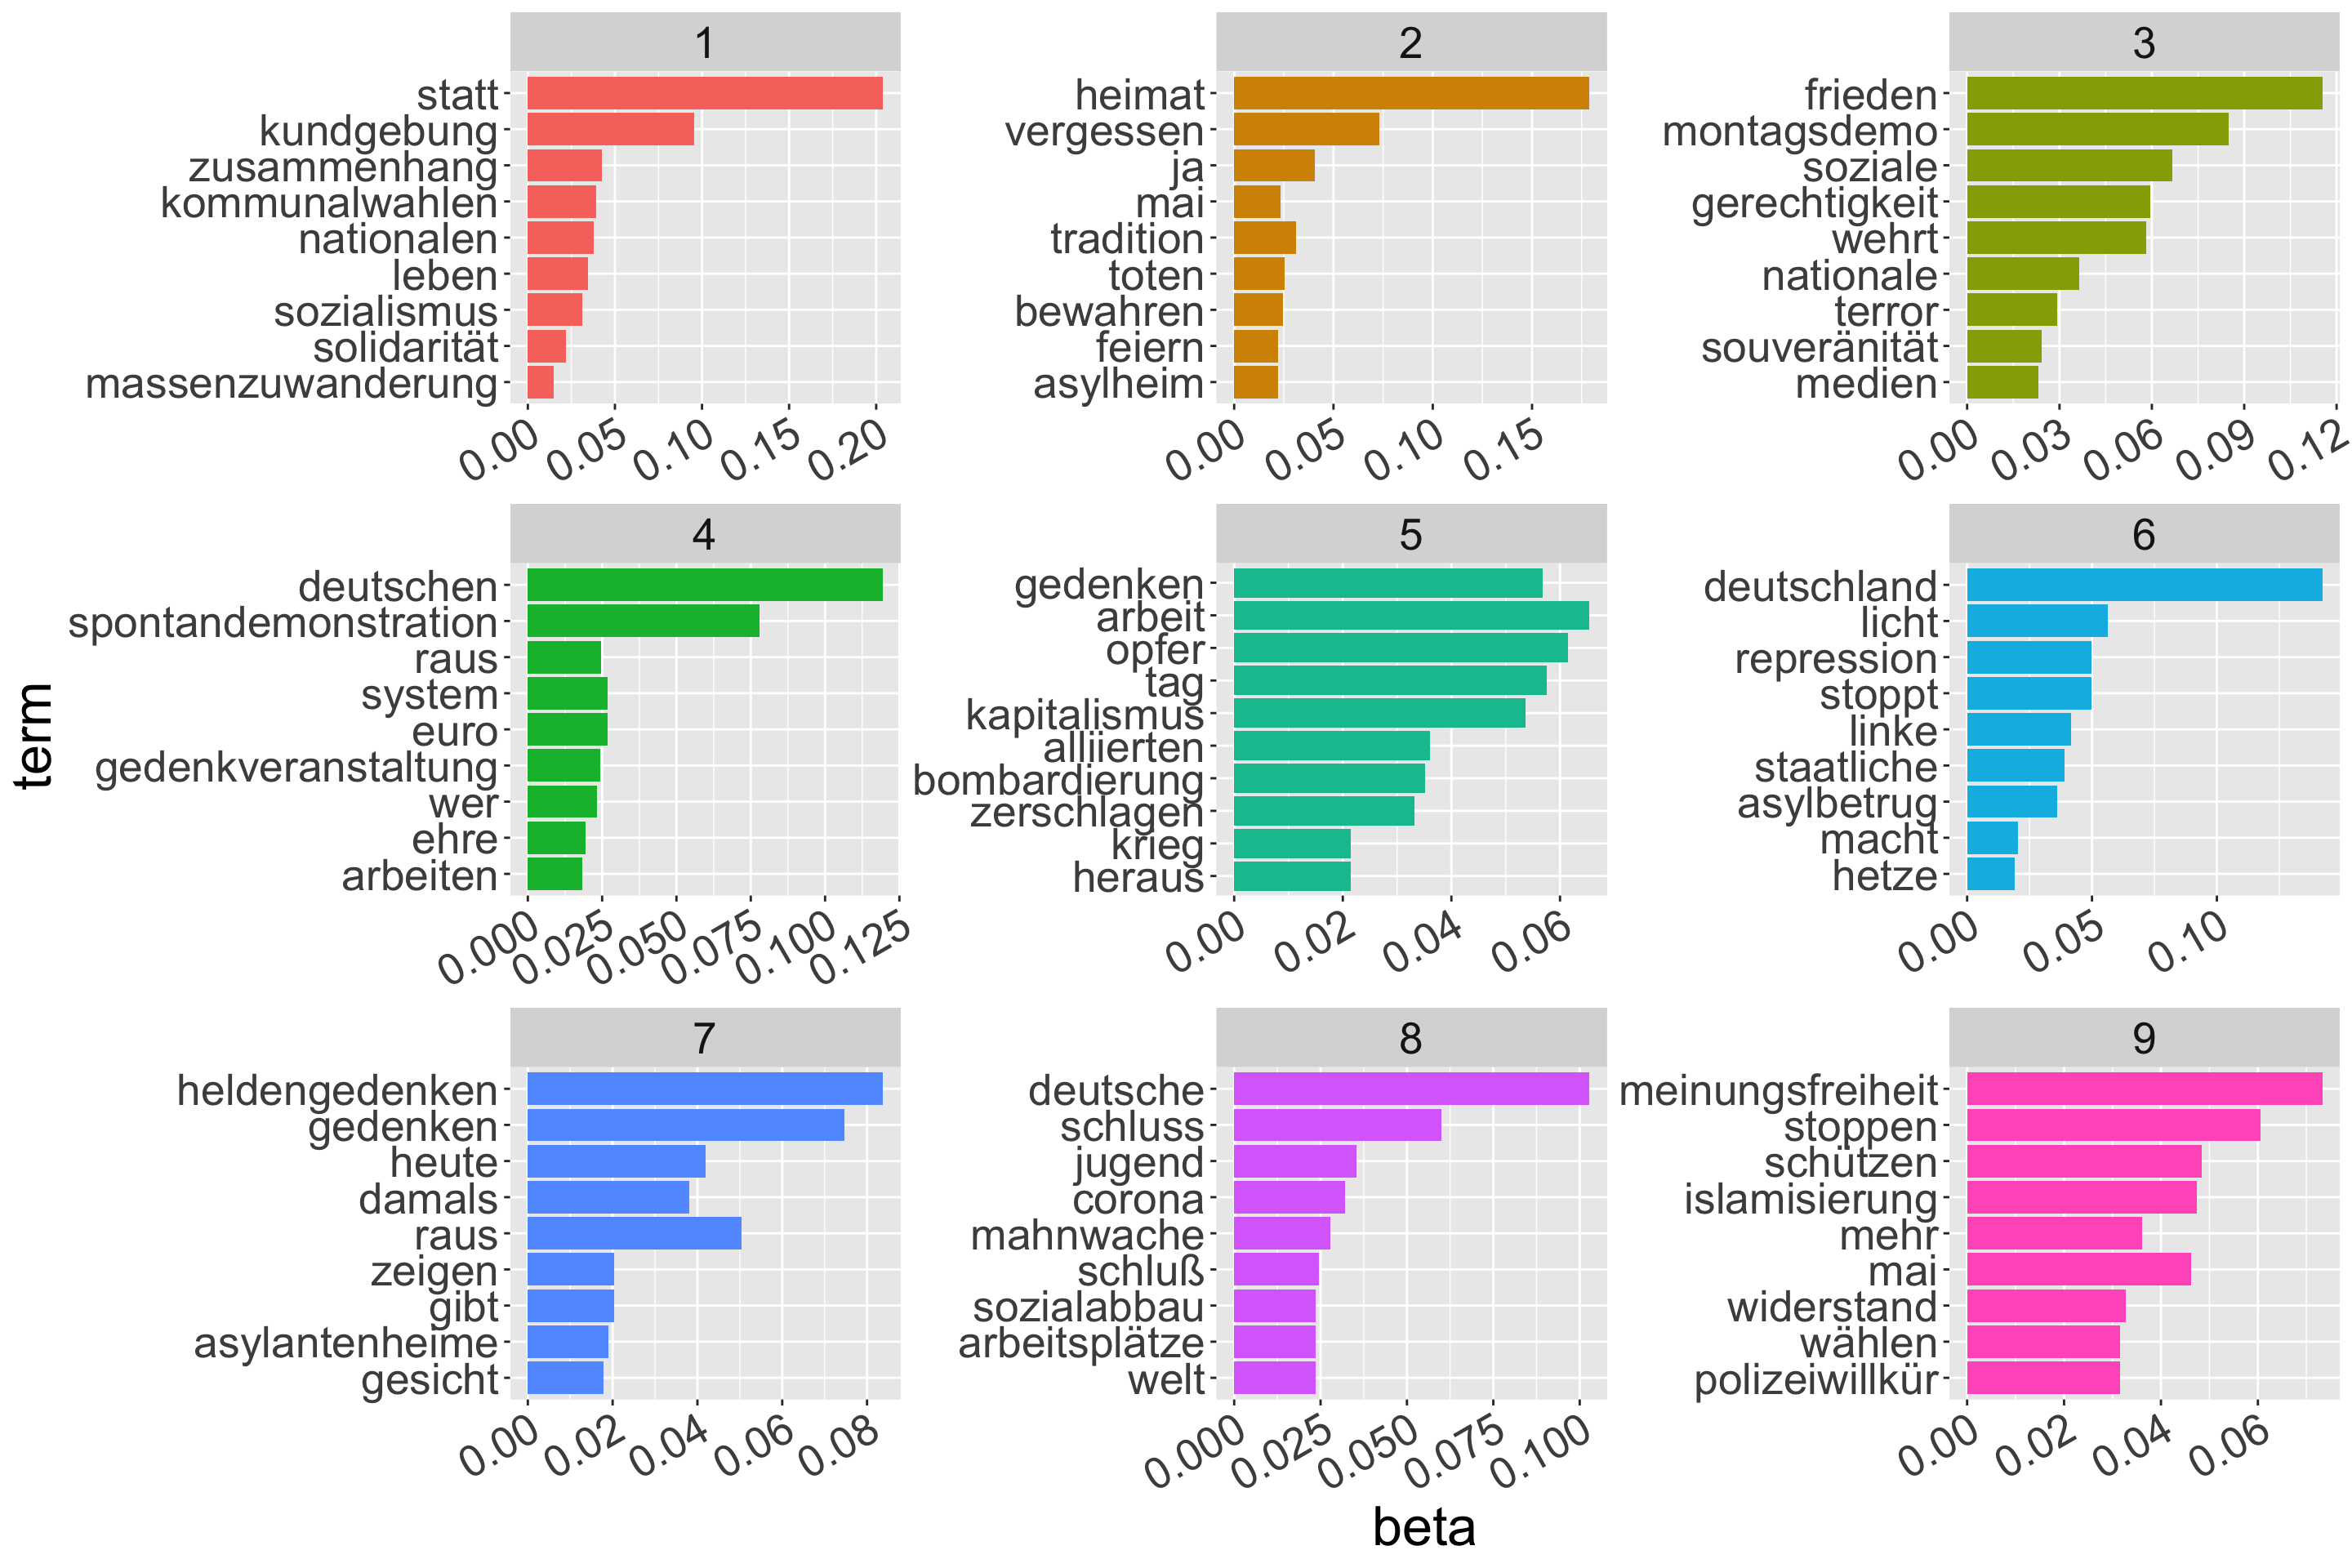 1
statt
kundgebung
zusammenhang
kommunalwahlen
nationalen
leben
sozialismus
solidarität
massenzuwanderung
0.00 0.05 0.10 0.15 0.20
2
heimat
vergessen
ja
mai
tradition
toten
bewahren
feiern
asylheim
0.00 0.05 0.10 0.15
3
frieden
montagsdemo
soziale
gerechtigkeit
wehrt
nationale
terror
souveränität
medien
0.00 0.03 0.06 0.09 0.12
4
deutschen
spontandemonstration
raus
system
euro
gedenkveranstaltung
wer
ehre
arbeiten
0.000 0.025 0.050 0.075 0.100 0.125
5
gedenken
arbeit
opfer
tag
kapitalismus
alliierten
bombardierung
zerschlagen
krieg
heraus
0.00 0.02 0.04 0.06
6
deutschland
licht
repression
stoppt
linke
staatliche
asylbetrug
macht
hetze
0.00 0.05 0.10
7
heldengedenken
gedenken
heute
damals
raus
zeigen
gibt
asylantenheime
gesicht
0.00 0.02 0.04 0.06 0.08
8
deutsche
schluss
jugend
corona
mahnwache
schluß
sozialabbau
arbeitsplätze
welt
0.000 0.025 0.050 0.075 0.100
9
meinungsfreiheit
stoppen
schützen
islamisierung
mehr
mai
widerstand
wählen
polizeiwillkür
0.00 0.02 0.04 0.06
term
beta